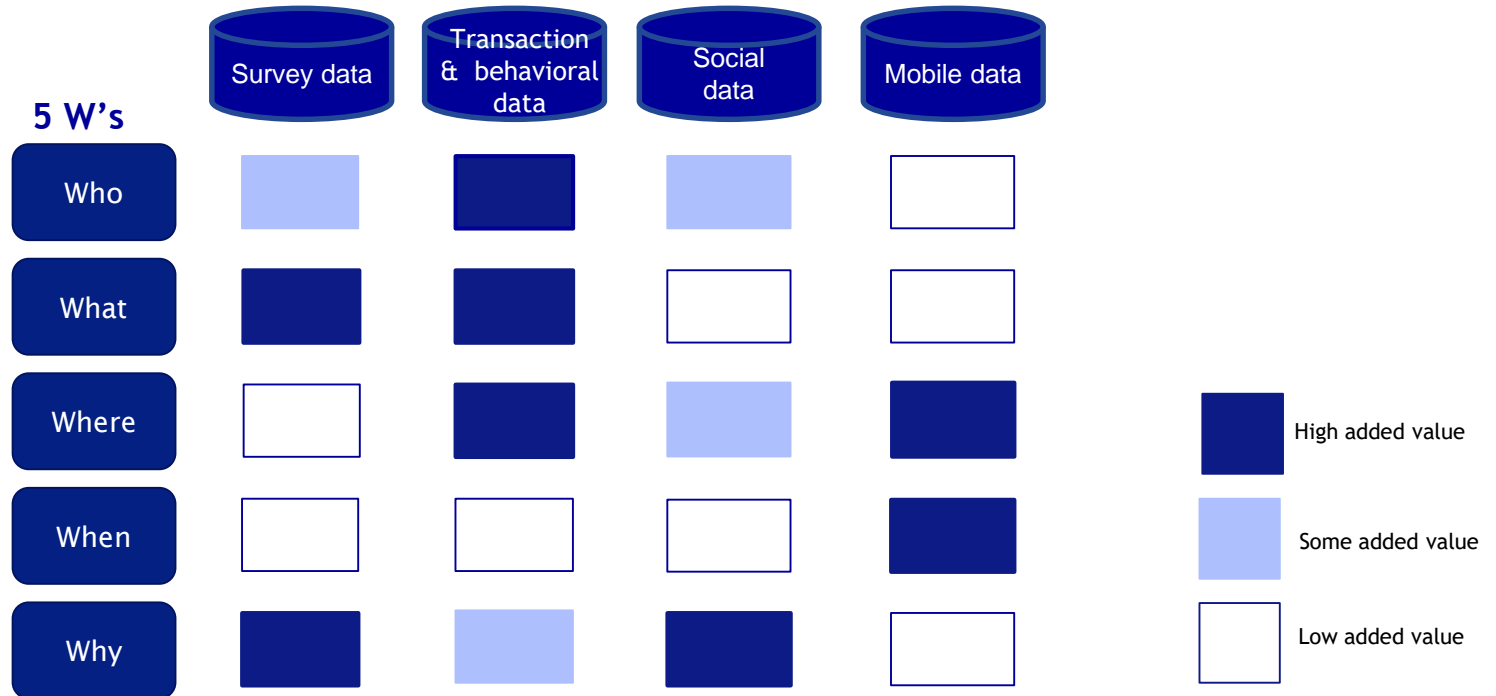 Survey data
Transaction
& behavioral
data
Social
data
Mobile data
5 W’s
Who
What
Where
When
Why
High added value
Some added value
Low added value